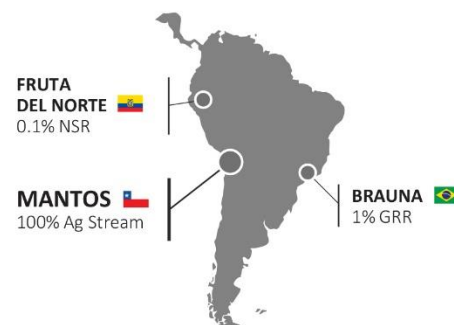 FRUTA
DEL NORTE
0.1% NSR
MANTOS
100% Ag Stream
BRAUNA
1% GRR